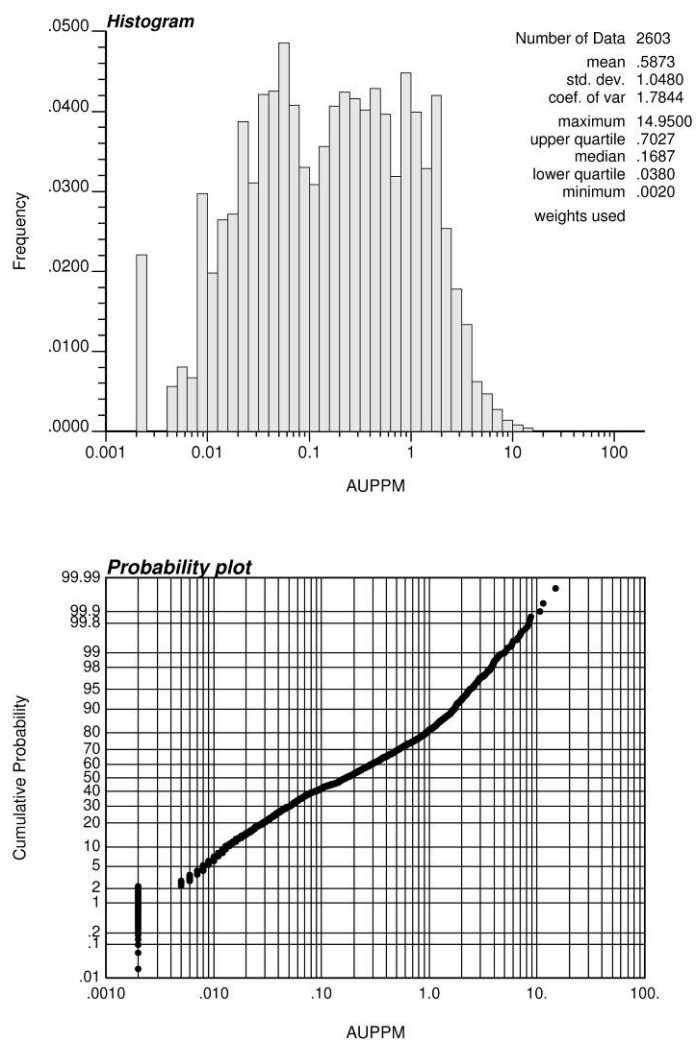 Histogram
.0500
.0400
.0300
.0200
.0100
.0000
Frequency
Number of Data 2603
mean .5873
std. dev. 1.0480
coef. of var 1.7844
maximum 14.9500
upper quartile .7027
median .1687
lower quartile .0380
minimum .0020
weights used
0.001 0.01 0.1 1 10 100
AUPPM
Probability plot
99.99
99.9
99.8
99
98
95
90
80
70
60
50
40
30
20
10
5
2
1
.2
.1
.01
Cumulative Probability
.0010 .010 .10 1.0 10. 100.
AUPPM